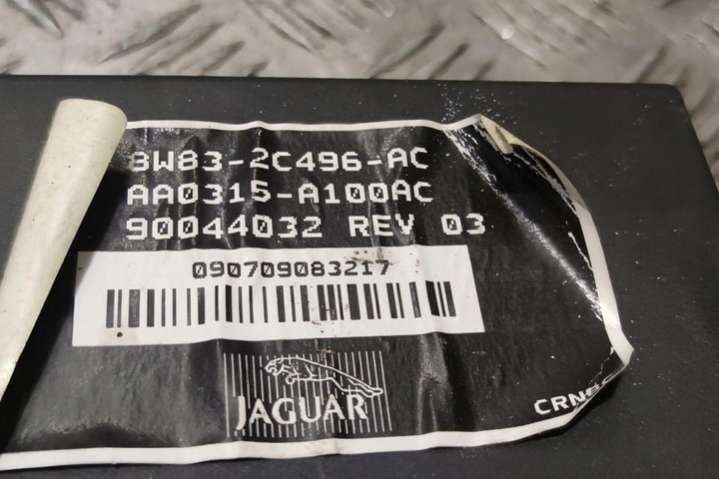 8W83-2C496-AC
AA0315-A100AC
90044032 REV 03
090709083217
JAGUAR